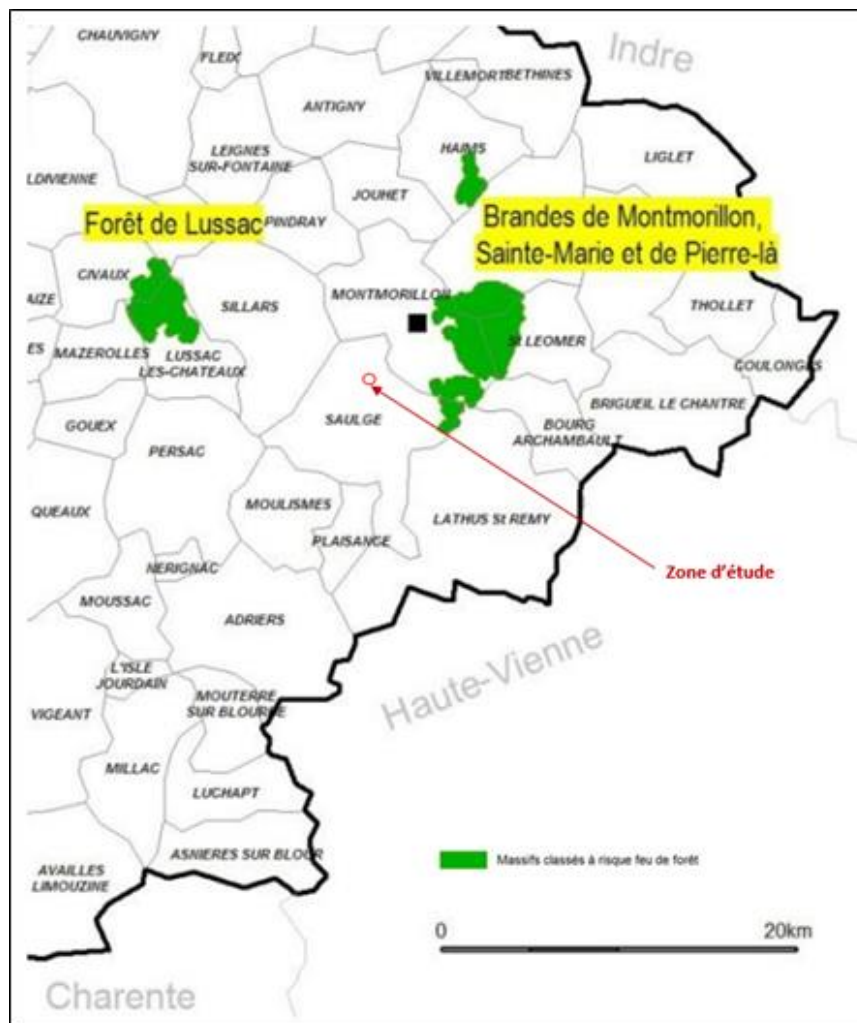 CHAUVIGNY
FLEIX
Indre
VILLEMORT
BETHINES
ANTIGNY
LEIGNES
SUR-FONTAINE
HAIMS
LIGLET
LDIVIENNE
JOUHET
Forêt de Lussac
PINDRAY
Brandes de Montmorillon,
Sainte-Marie et de Pierre-là
CIVAUX
AUZE
SILLARS
MONTMORILLON
THOLLET
ES
MAZEROLLES
LUSSAC
LES-CHATEAUX
St LEOMER
COULONGES
GOUEX
SAULGE
BRIGUEIL LE CHANTRE
BOURG
ARCHAMBAULT
PERSAC
QUEAUX
MOULISMES
LATHUS St REMY
PLAISANCE
NERIGNAC
Zone d'étude
MOUSSAC
ADRIERS
L'ISLE
JOURDAIN
Haute-Vienne
VIGEANT
MOUTERRE
SUR BLOURDE
MILLAC
LUCHAPT
ASNIERES SUR BLOUR
Massifs classés à risque feu de forêt
AVAILLES
LIMOUZINE
0
20km
Charente